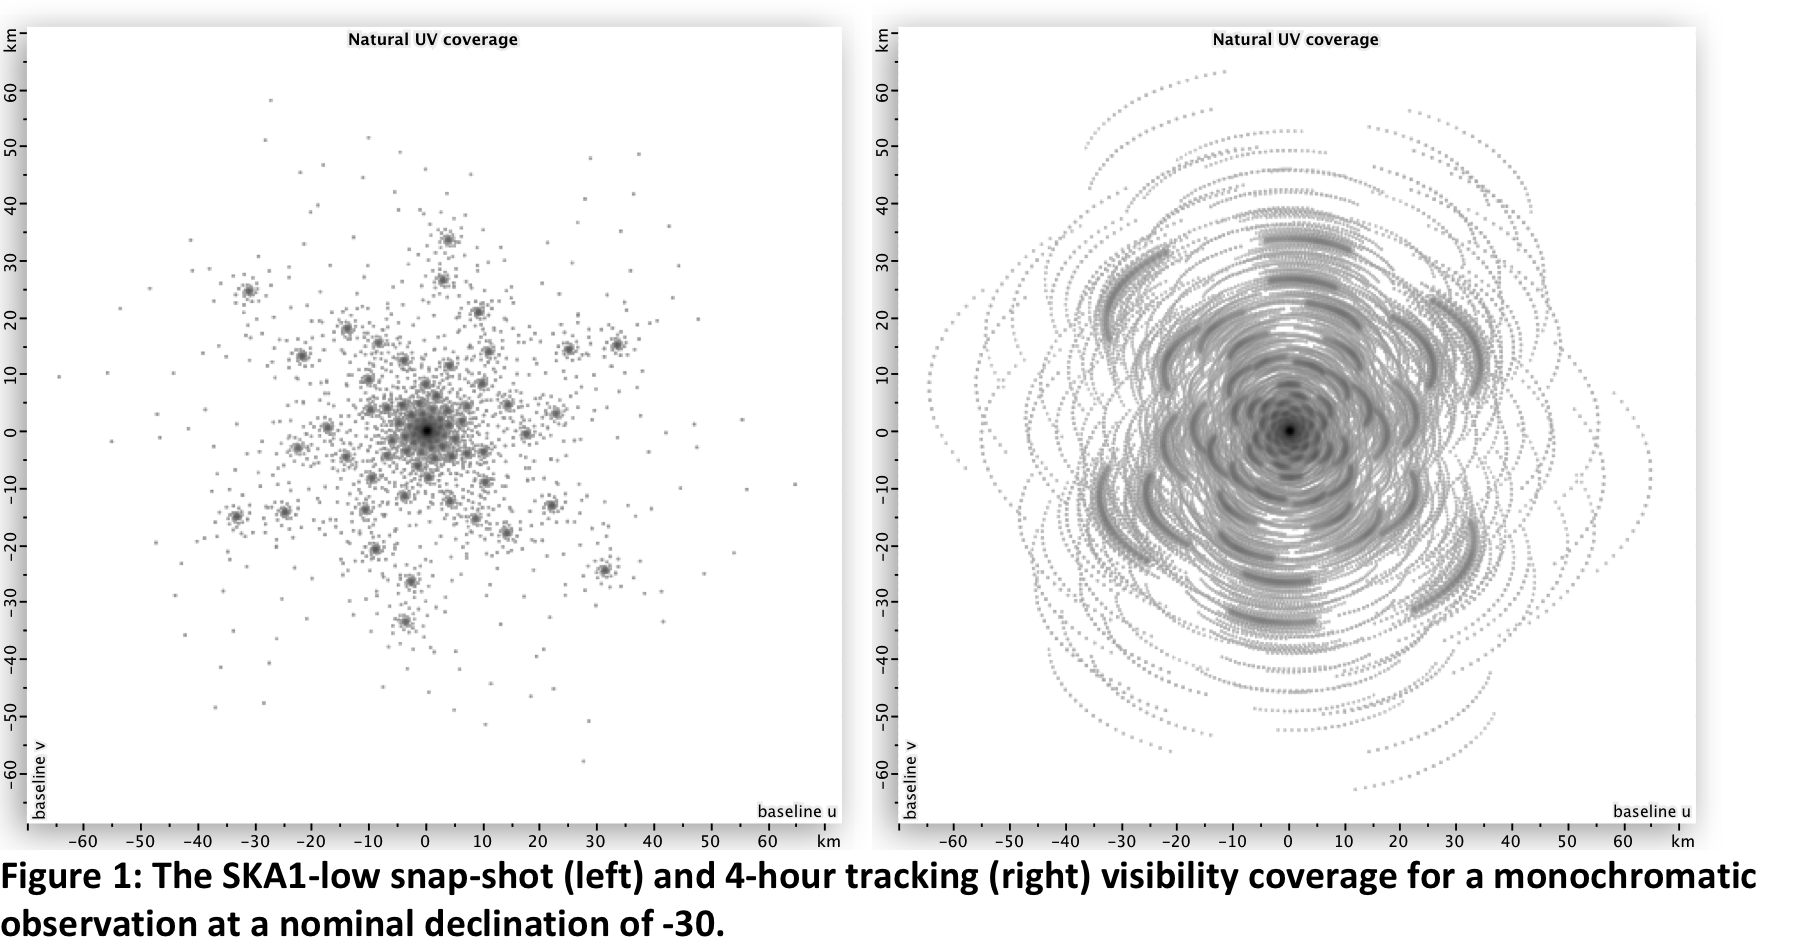 Natural UV coverage
km
60
50
40
30
20
10
0
-10
-20
-30
-40
-50
-60
baseline v
baseline u
-60 -50 -40 -30 -20 -10 0 10 20 30 40 50 60 km
Natural UV coverage
km
60
50
40
30
20
10
0
-10
-20
-30
-40
-50
-60
baseline v
baseline u
-60 -50 -40 -30 -20 -10 0 10 20 30 40 50 60 km
Figure 1: The SKA1-low snap-shot (left) and 4-hour tracking (right) visibility coverage for a monochromatic
observation at a nominal declination of -30.